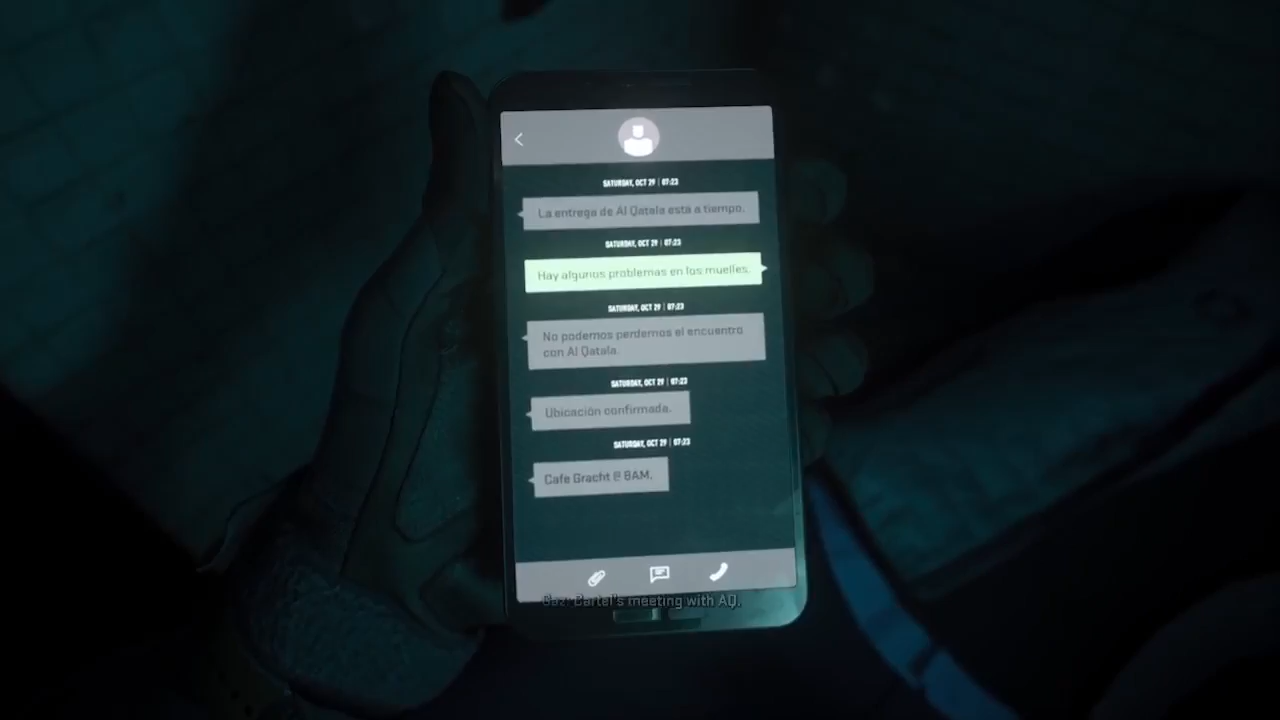 SATURDAY, OCT 29 | 07:23
La entrega de Al Qatala está a tiempo.
SATURDAY, OCT 29 | 07:23
Hay algunos problemas en los muelles.
SATURDAY, OCT 29 | 07:23
No podemos perdernos el encuentro
con Al Qatala.
SATURDAY, OCT 29 | 07:23
Ubicación confirmada.
SATURDAY, OCT 29 | 07:23
Cafe Gracht @ 8AM.
Gaz: Cartel's meeting with AQ.